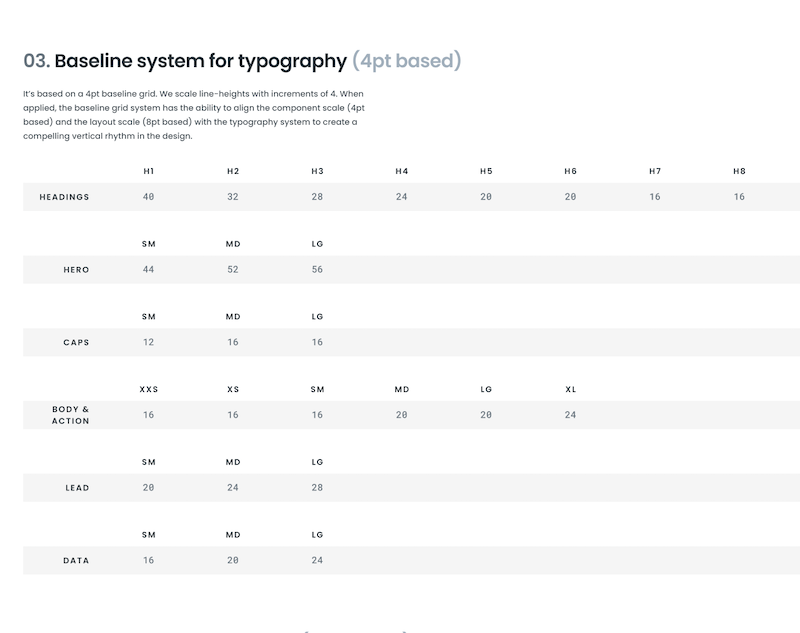 03. Baseline system for typography (4pt based)
It's based on a 4pt baseline grid. We scale line-heights with increments of 4. When
applied, the baseline grid system has the ability to align the component scale (4pt
based) and the layout scale (8pt based) with the typography system to create a
compelling vertical rhythm in the design.
H1 H2 H3 H4 H5 H6 H7 H8
HEADINGS 40 32 28 24 20 20 16 16
SM MD LG
HERO 44 52 56
SM MD LG
CAPS 12 16 16
XXS XS SM MD LG XL
BODY &
ACTION 16 16 16 20 20 24
SM MD LG
LEAD 20 24 28
SM MD LG
DATA 16 20 24